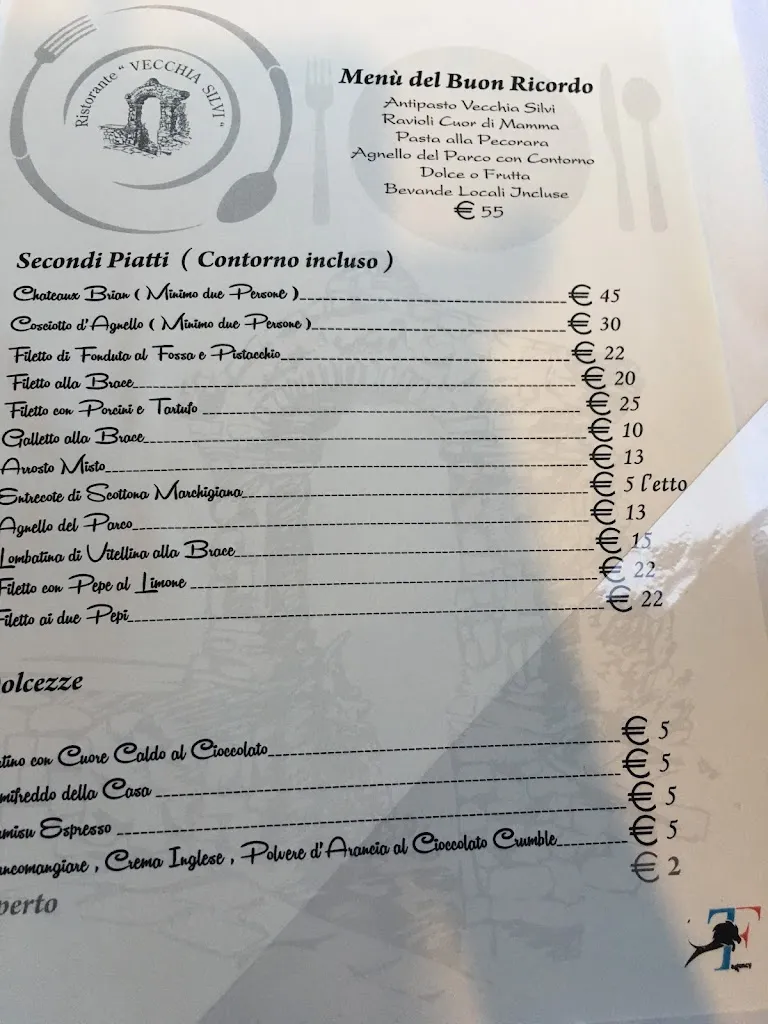 Ristorante " VECCHIA SILVI "
Menù del Buon Ricordo
Antipasto Vecchia Silvi
Ravioli Cuor di Mamma
Pasta alla Pecorara
Agnello del Parco con Contorno
Dolce o Frutta
Bevande Locali Incluse
€ 55
Secondi Piatti ( Contorno incluso )
Chateaux Brian ( Minimo due Persone ) € 45
Cosciotto d'Agnello ( Minimo due Persone ) € 30
Filetto di Fonduta al Fossa e Pistacchio € 22
Filetto alla Brace € 20
Filetto con Porcini e Tartufo € 25
Galletto alla Brace € 10
Arrosto Misto € 13
Entrecote di Scottona Marchigiana € 5 l'etto
Agnello del Parco € 13
Lombatina di Vitellina alla Brace € 15
Filetto con Pepe al Limone € 22
Filetto ai due Pepi € 22
olcezze
tino con Cuore Caldo al Cioccolato € 5
mifreddo della Casa € 5
amisu Espresso € 5
ncomangiare , Crema Inglese , Polvere d'Arancia al Cioccolato Crumble € 5
perto € 2
TF
agency